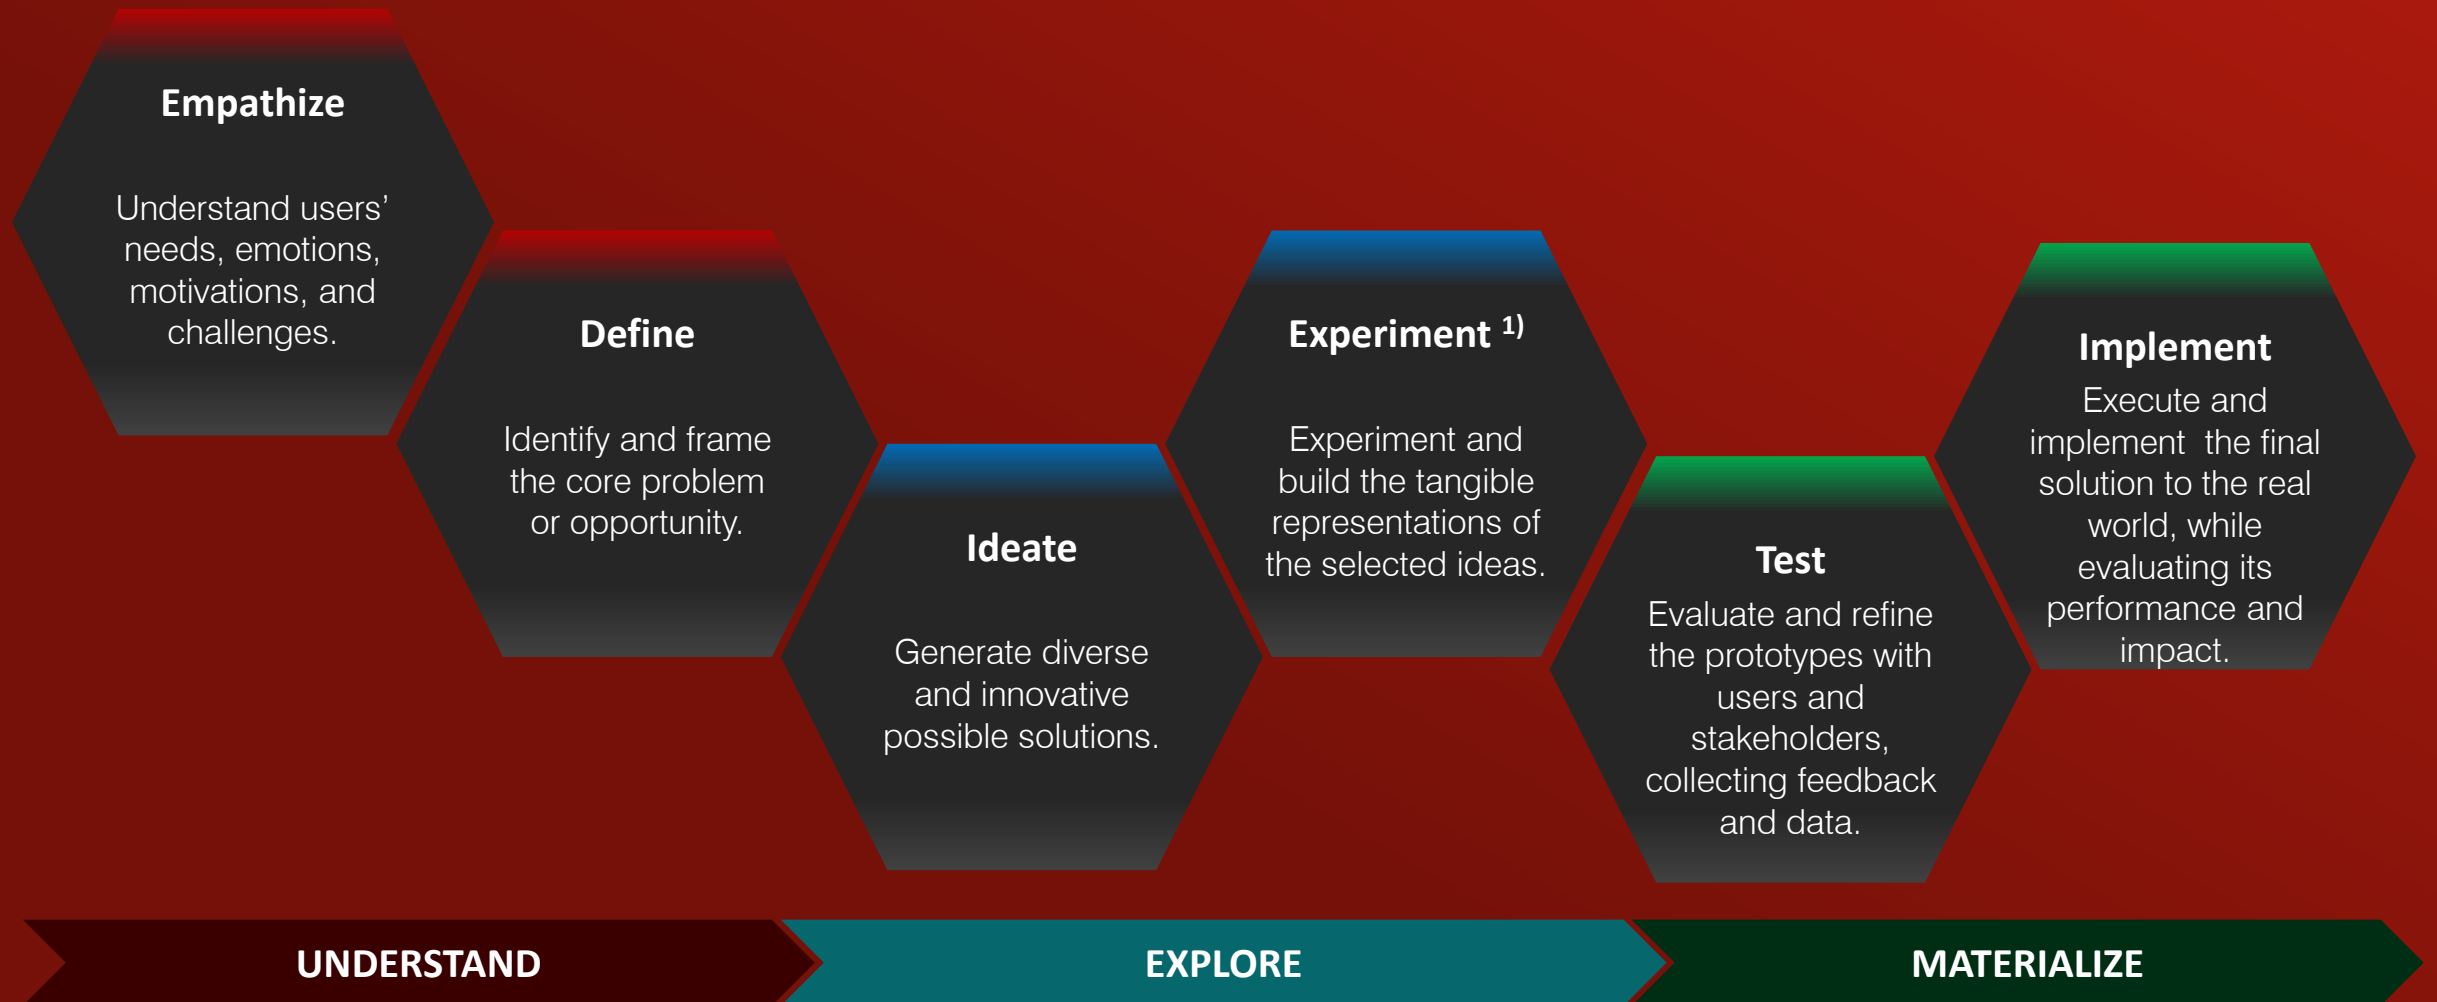 Empathize
Understand users’
needs, emotions,
motivations, and
challenges.
Define
Identify and frame
the core problem
or opportunity.
Ideate
Generate diverse
and innovative
possible solutions.
Experiment 1)
Experiment and
build the tangible
representations of
the selected ideas.
Test
Evaluate and refine
the prototypes with
users and
stakeholders,
collecting feedback
and data.
Implement
Execute and
implement  the final
solution to the real
world, while
evaluating its
performance and
impact.
UNDERSTAND
EXPLORE
MATERIALIZE